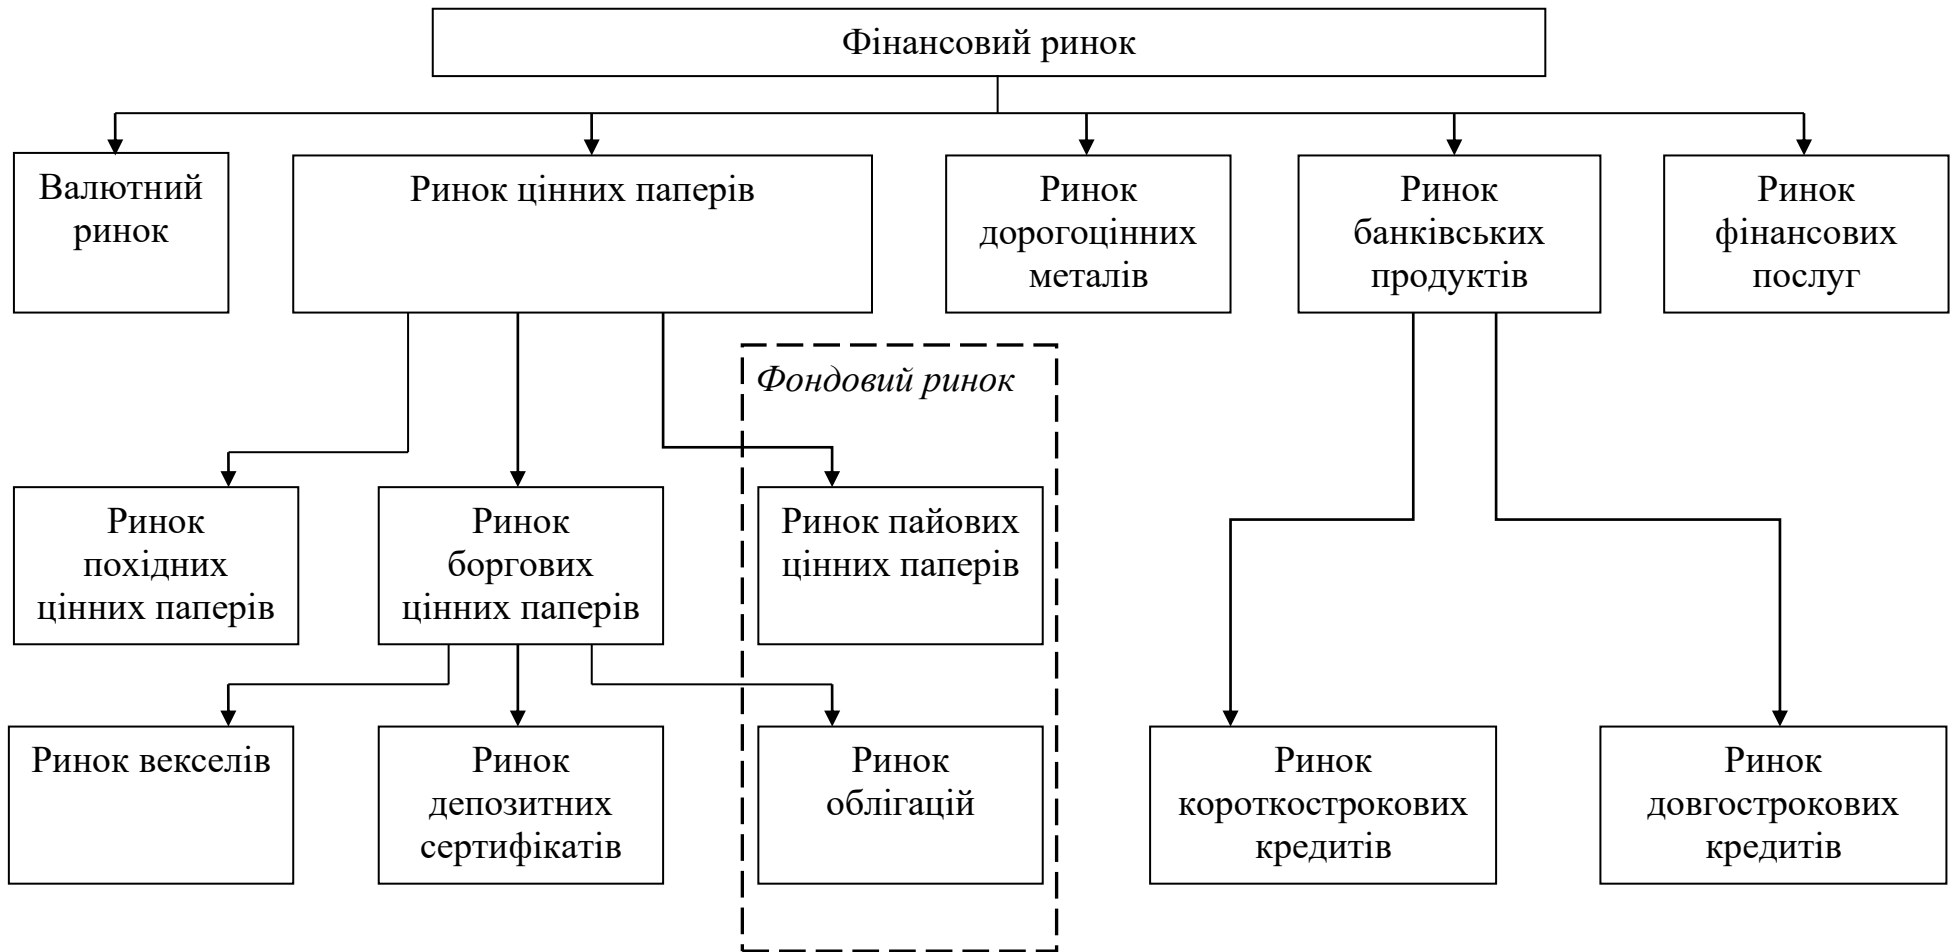 Фінансовий ринок
Валютний
ринок
Ринок цінних паперів
Ринок
дорогоцінних
металів
Ринок
банківських
продуктів
Ринок
фінансових
послуг
Фондовий ринок
Ринок
похідних
цінних паперів
Ринок
боргових
цінних паперів
Ринок пайових
цінних паперів
Ринок векселів
Ринок
депозитних
сертифікатів
Ринок
облігацій
Ринок
короткострокових
кредитів
Ринок
довгострокових
кредитів